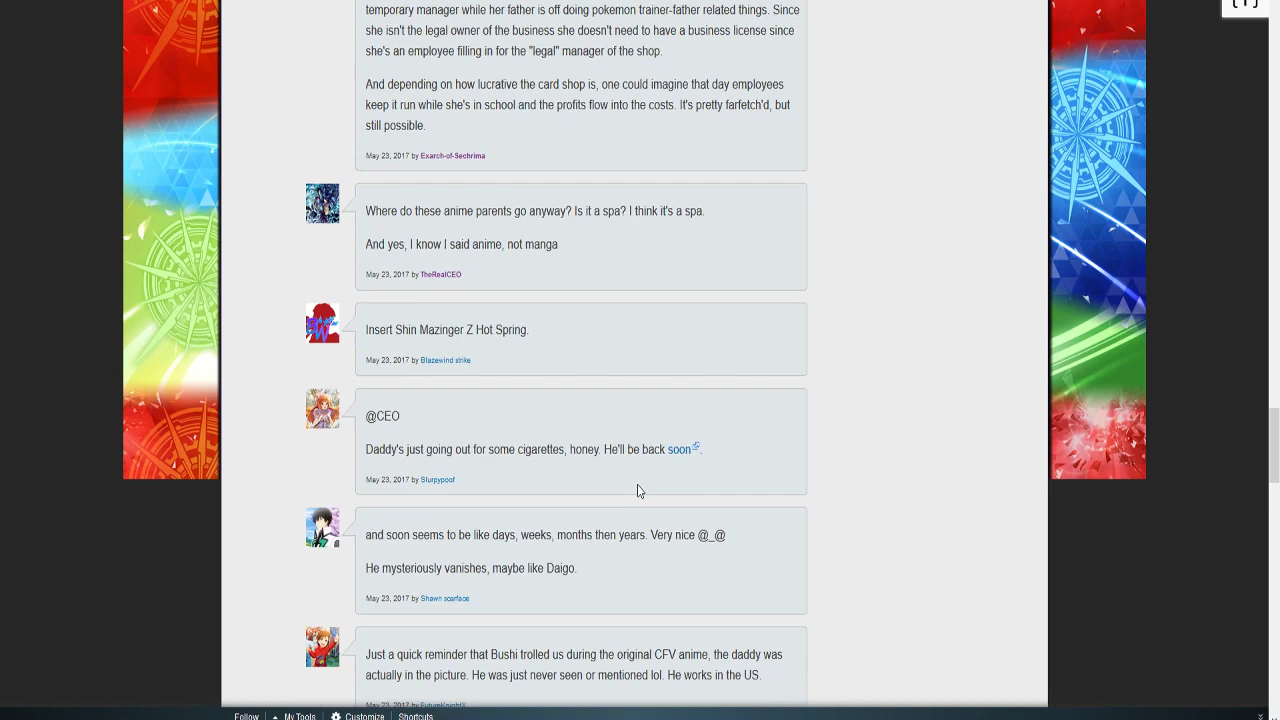 temporary manager while her father is off doing pokemon trainer-father related things. Since
she isn't the legal owner of the business she doesn't need to have a business license since
she's an employee filling in for the "legal" manager of the shop.
And depending on how lucrative the card shop is, one could imagine that day employees
keep it run while she's in school and the profits flow into the costs. It's pretty farfetch'd, but
still possible.
May 23, 2017 by Exarch-of-Sechrima
Where do these anime parents go anyway? Is it a spa? I think it's a spa.
And yes, I know I said anime, not manga
May 23, 2017 by TheRealCEO
Insert Shin Mazinger Z Hot Spring.
May 23, 2017 by Blazewind strike
@CEO
Daddy's just going out for some cigarettes, honey. He'll be back soon.
May 23, 2017 by Slurpypoof
and soon seems to be like days, weeks, months then years. Very nice @_@
He mysteriously vanishes, maybe like Daigo.
May 23, 2017 by Shawn scarface
Just a quick reminder that Bushi trolled us during the original CFV anime, the daddy was
actually in the picture. He was just never seen or mentioned lol. He works in the US.
May 23, 2017 by FutureKnightX
Follow My Tools Customize Shortcuts